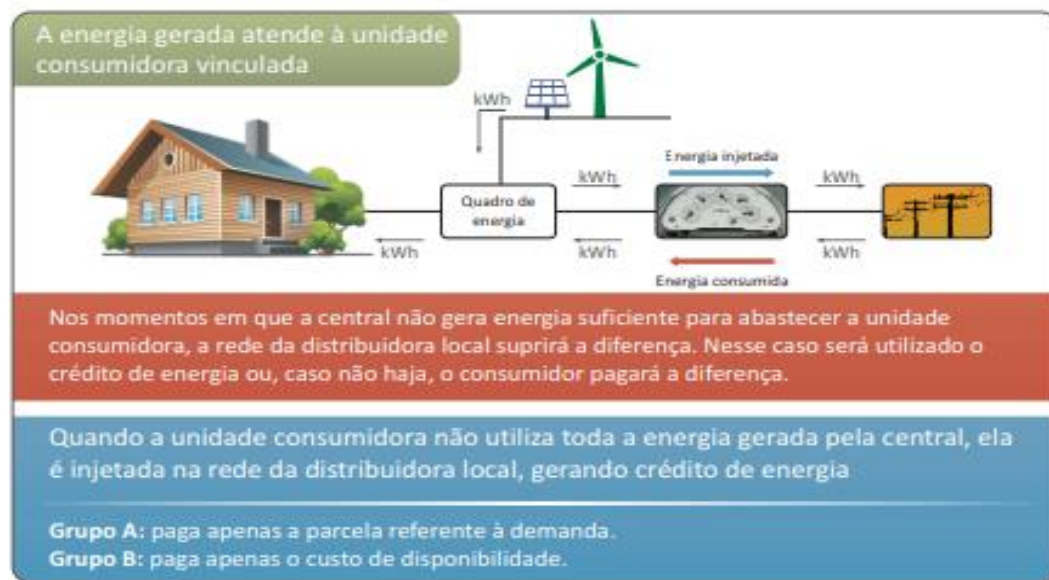 A energia gerada atende à unidade
consumidora vinculada
kWh
Energia injetada
kWh
kWh
Quadro de
energia
kWh
kWh
kWh
Energia consumida
Nos momentos em que a central não gera energia suficiente para abastecer a unidade
consumidora, a rede da distribuidora local suprirá a diferença. Nesse caso será utilizado o
crédito de energia ou, caso não haja, o consumidor pagará a diferença.
Quando a unidade consumidora não utiliza toda a energia gerada pela central, ela
é injetada na rede da distribuidora local, gerando crédito de energia
Grupo A: paga apenas a parcela referente à demanda.
Grupo B: paga apenas o custo de disponibilidade.